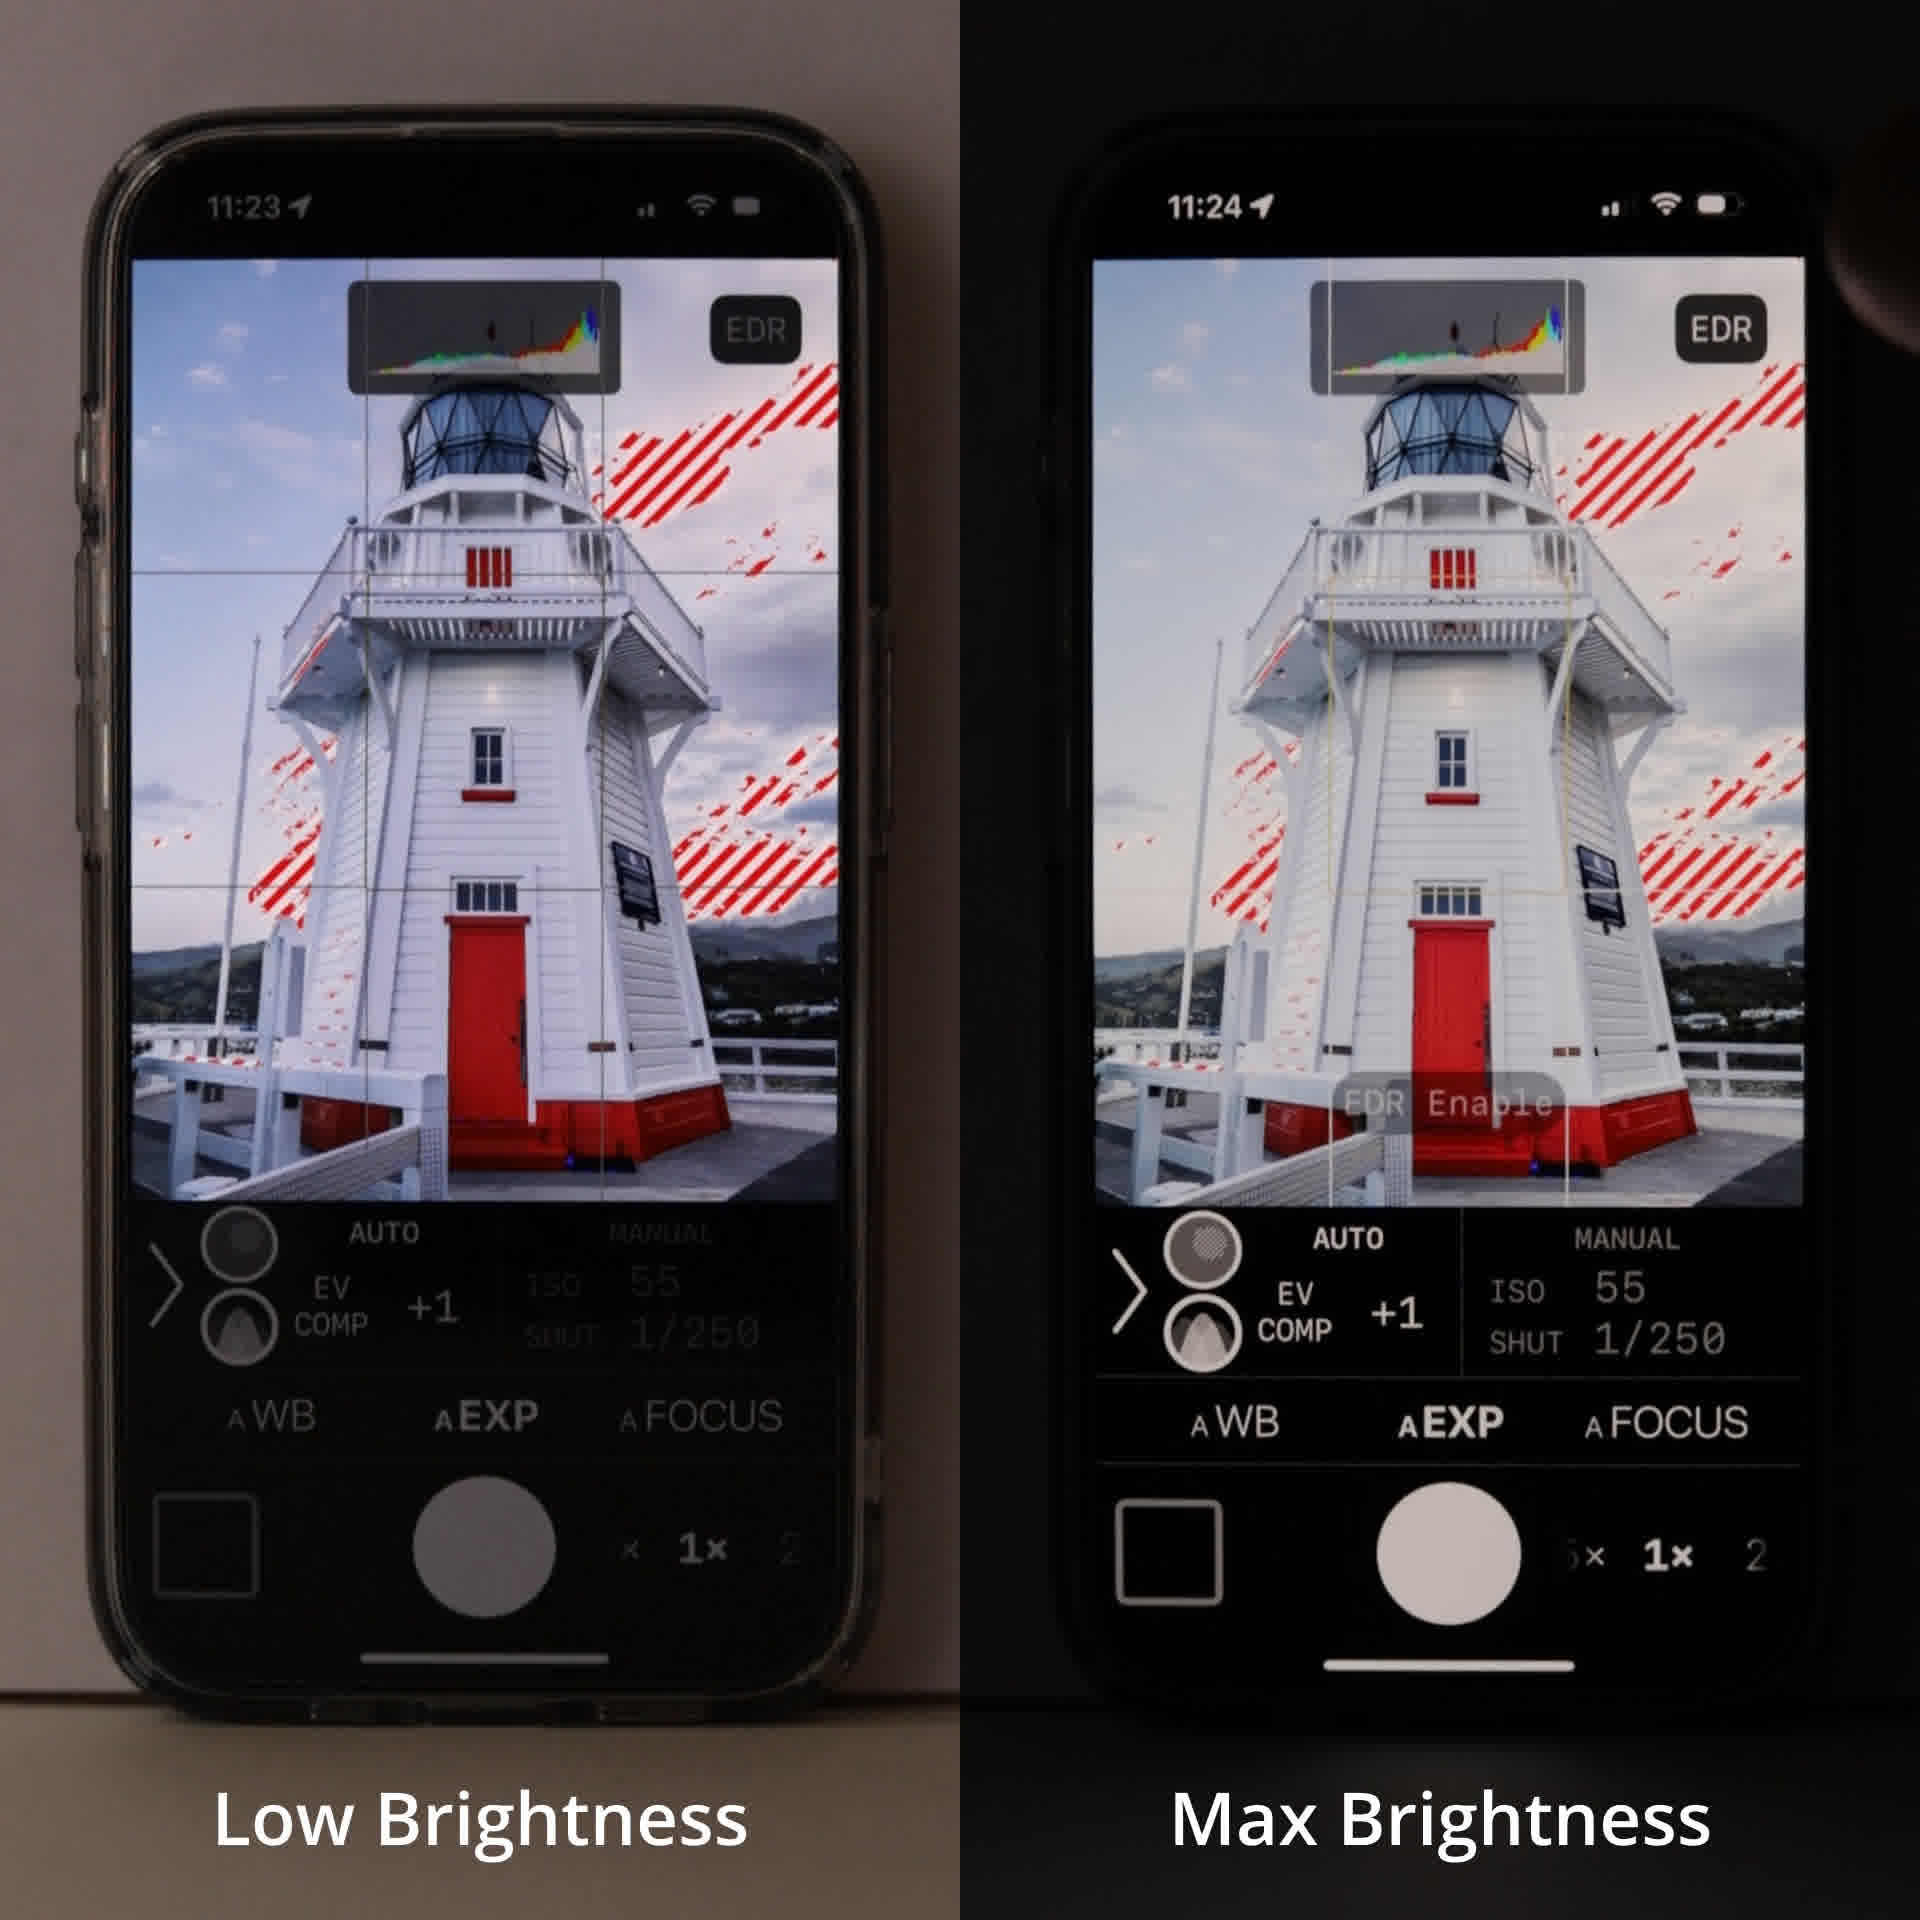 11:23
EDR
AUTO
MANUAL
EV
COMP
+1
ISO 55
SHUT 1/250
A WB
A EXP
A FOCUS
×
1×
2
Low Brightness
11:24
EDR
EDR Enable
AUTO
MANUAL
EV
COMP
+1
ISO 55
SHUT 1/250
A WB
A EXP
A FOCUS
5×
1×
2
Max Brightness